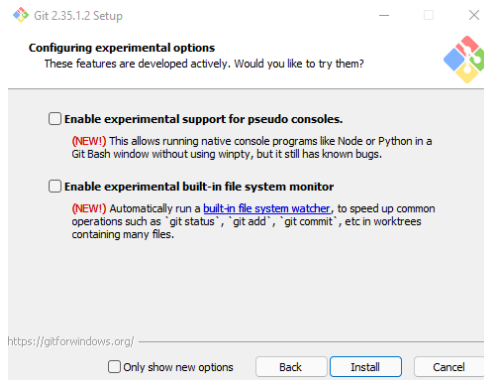 Git 2.35.1.2 Setup
Configuring experimental options
These features are developed actively. Would you like to try them?
Enable experimental support for pseudo consoles.
(NEW!) This allows running native console programs like Node or Python in a
Git Bash window without using winpty, but it still has known bugs.
Enable experimental built-in file system monitor
(NEW!) Automatically run a built-in file system watcher, to speed up common
operations such as `git status`, `git add`, `git commit`, etc in worktrees
containing many files.
https://gitforwindows.org/
Only show new options
Back
Install
Cancel